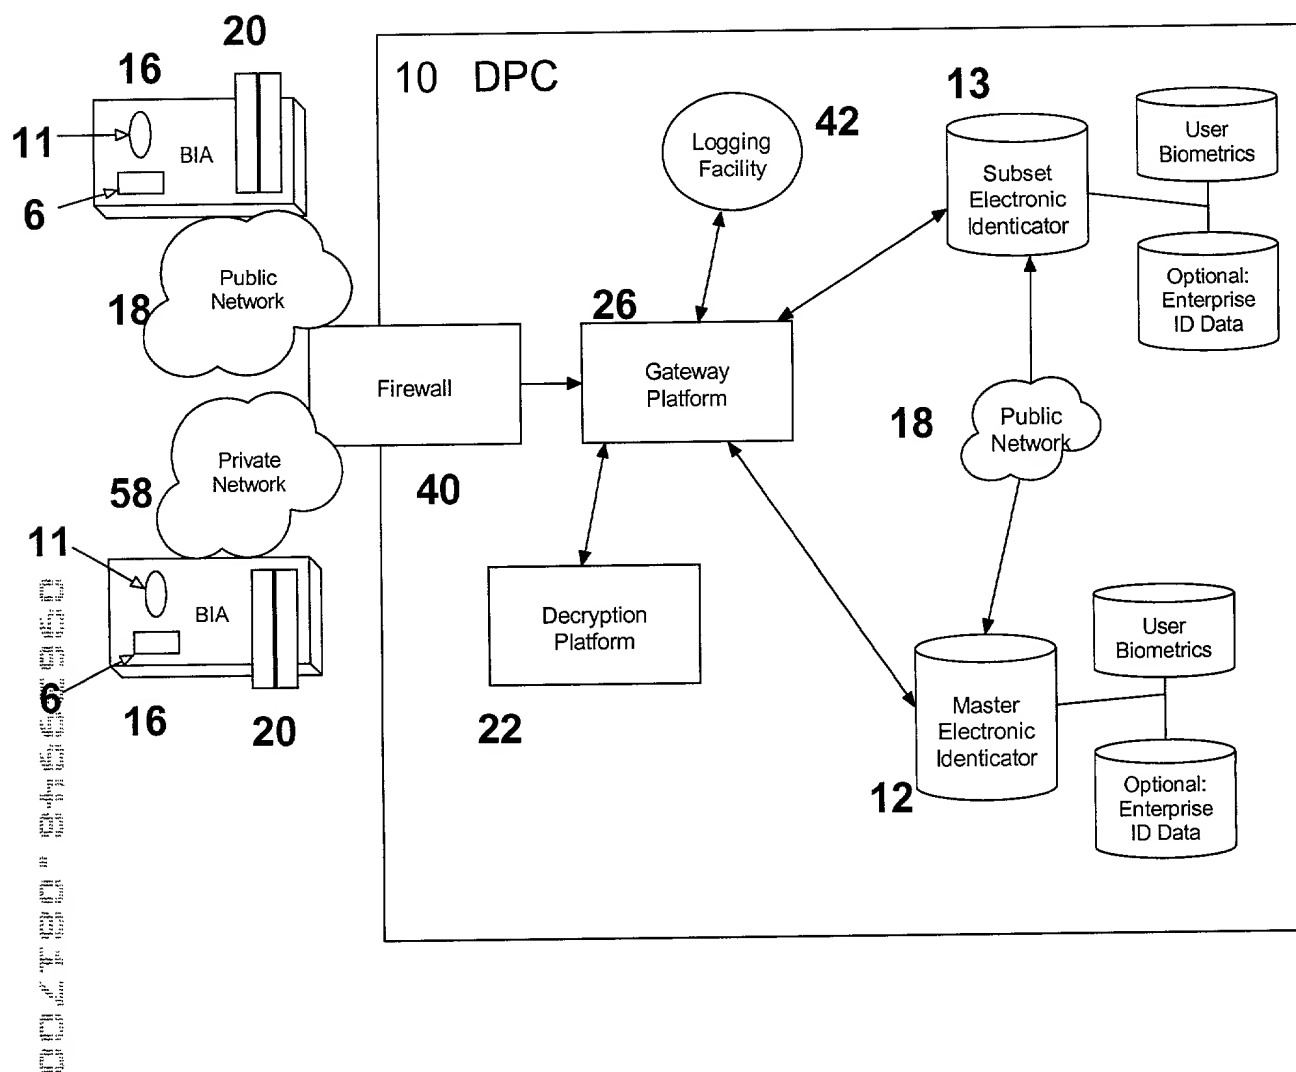 20
16
10 DPC
13
11
BIA
42
Logging
Facility
User
Biometrics
Subset
Electronic
Identicator
6
Public
Network
18
Optional:
Enterprise
ID Data
26
Firewall
Gateway
Platform
18
Public
Network
Private
Network
58
40
11
BIA
Decryption
Platform
User
Biometrics
6
16
20
22
Master
Electronic
Identicator
12
Optional:
Enterprise
ID Data